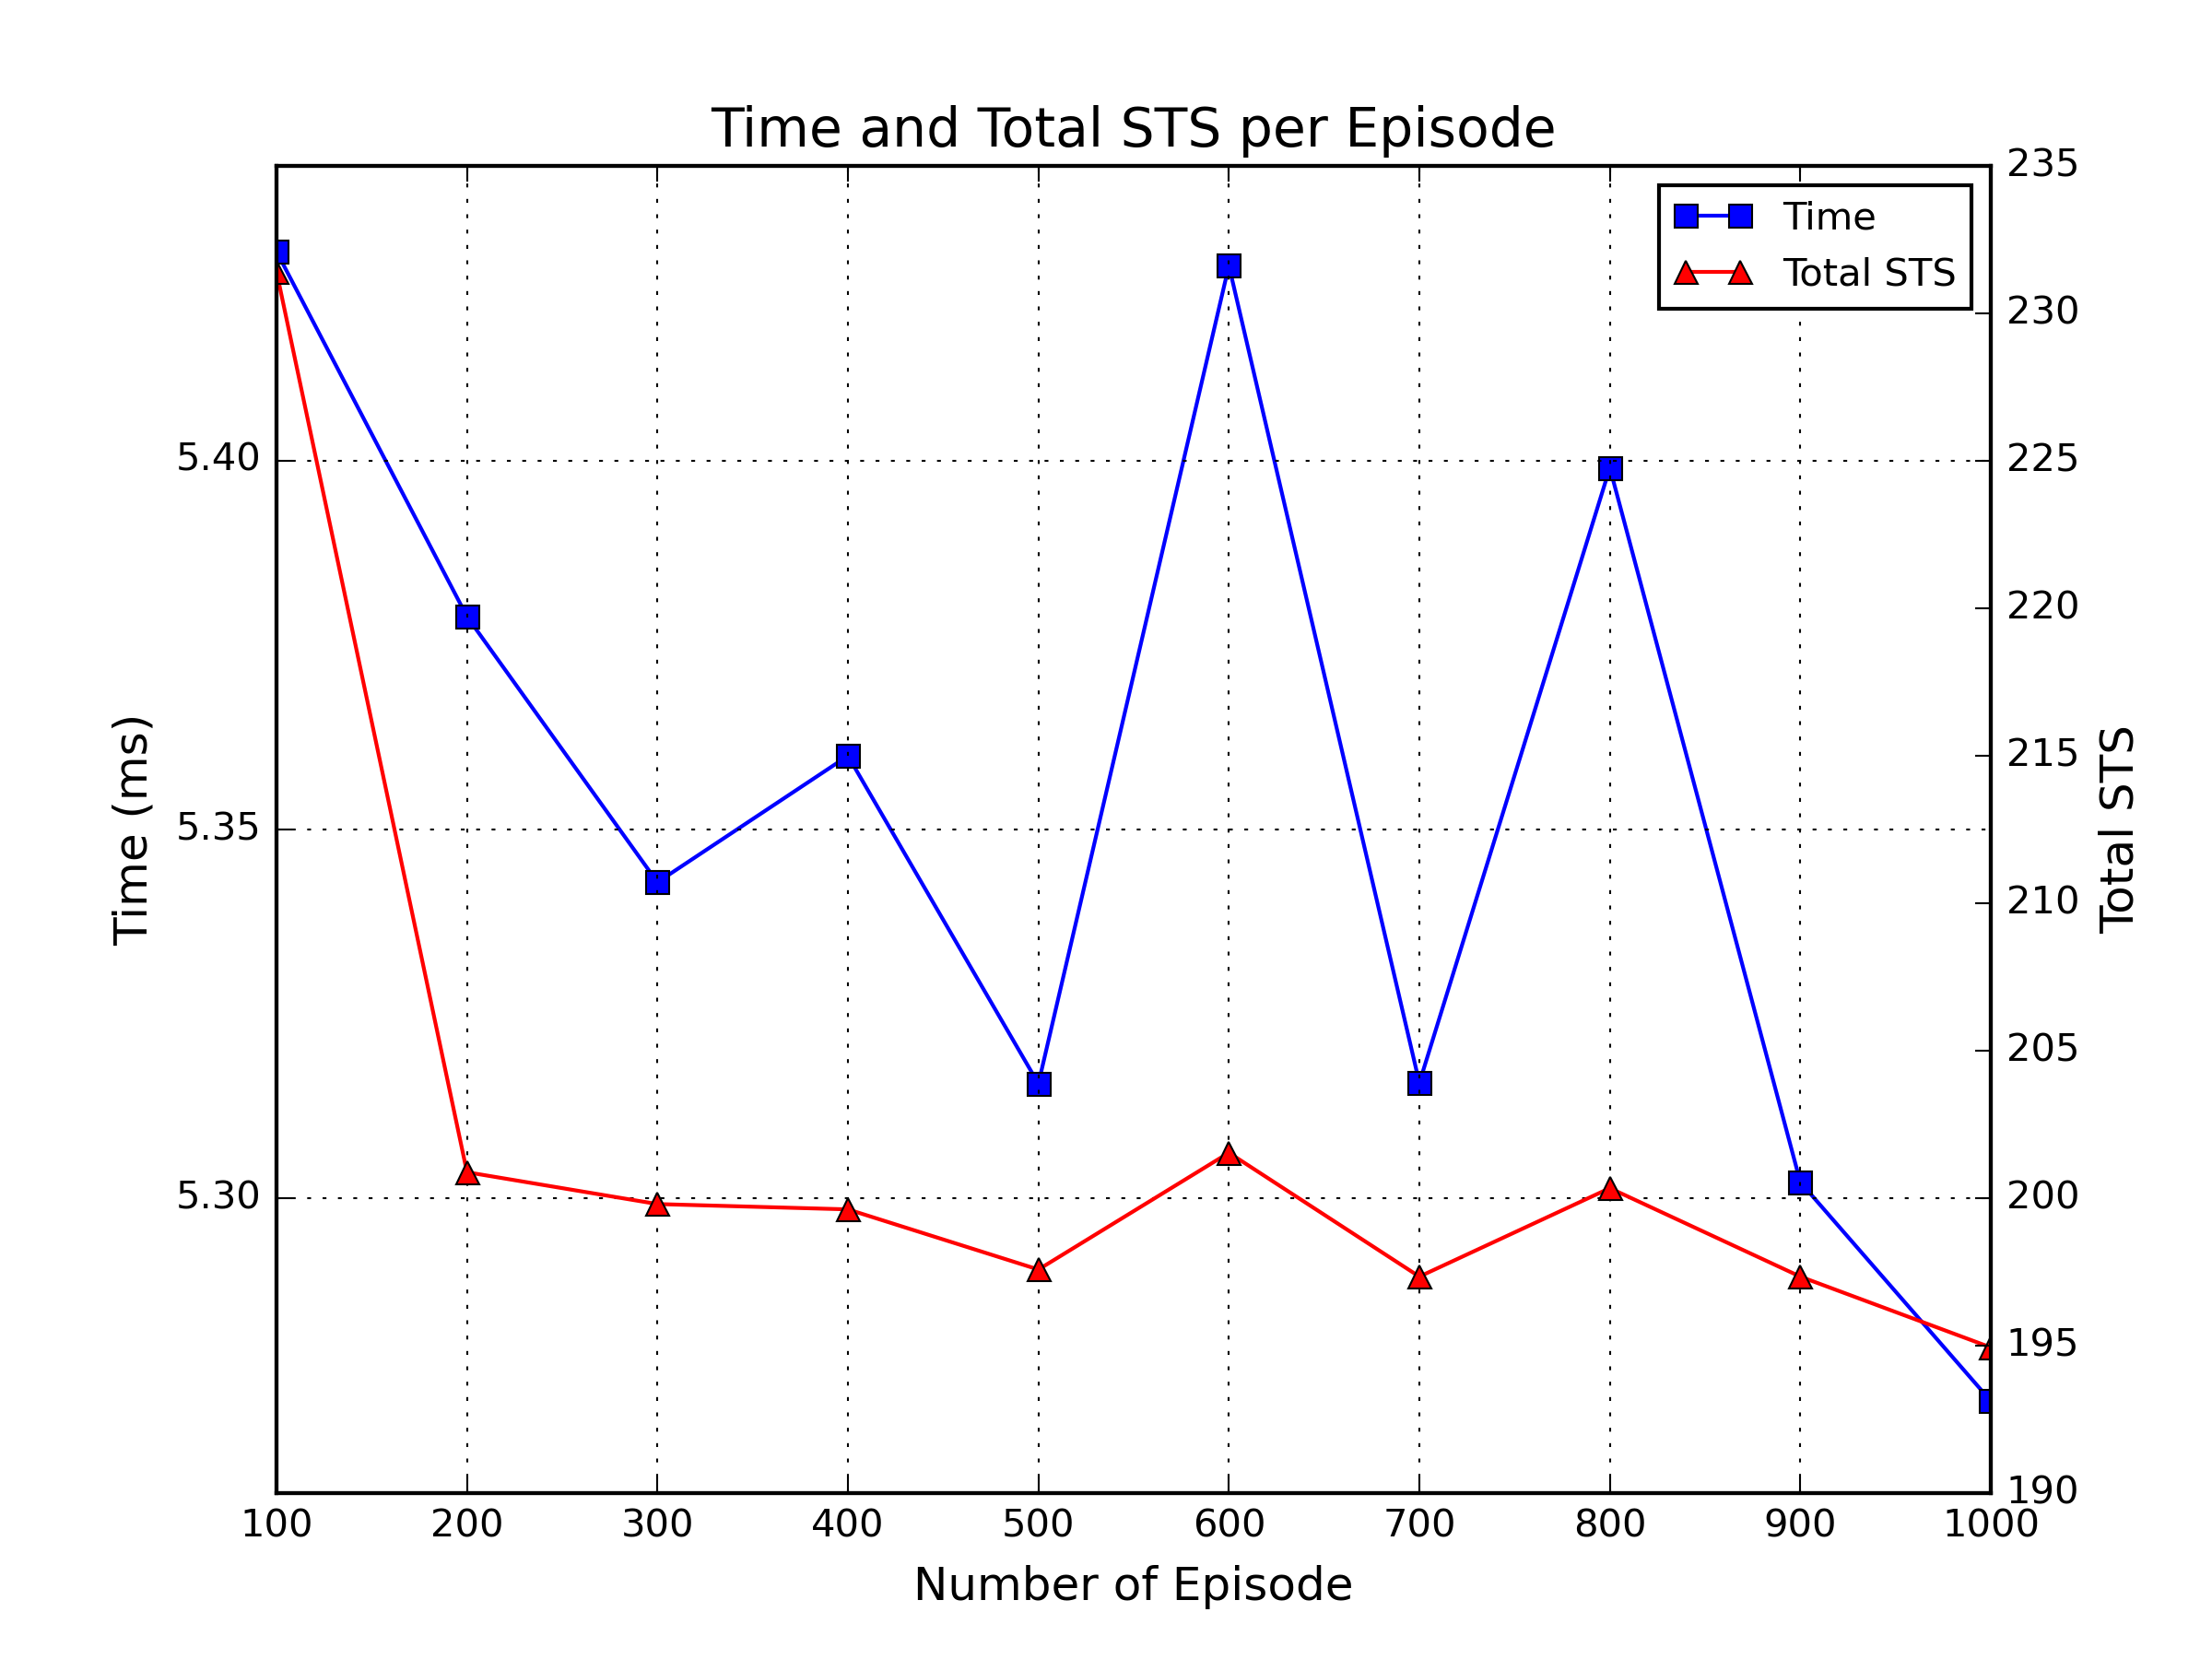 Time and Total STS per Episode
235
Time
Total STS
230
5.40
225
220
215
5.35
210
205
5.30
200
195
190
Time (ms)
Total STS
100 200 300 400 500 600 700 800 900 1000
Number of Episode